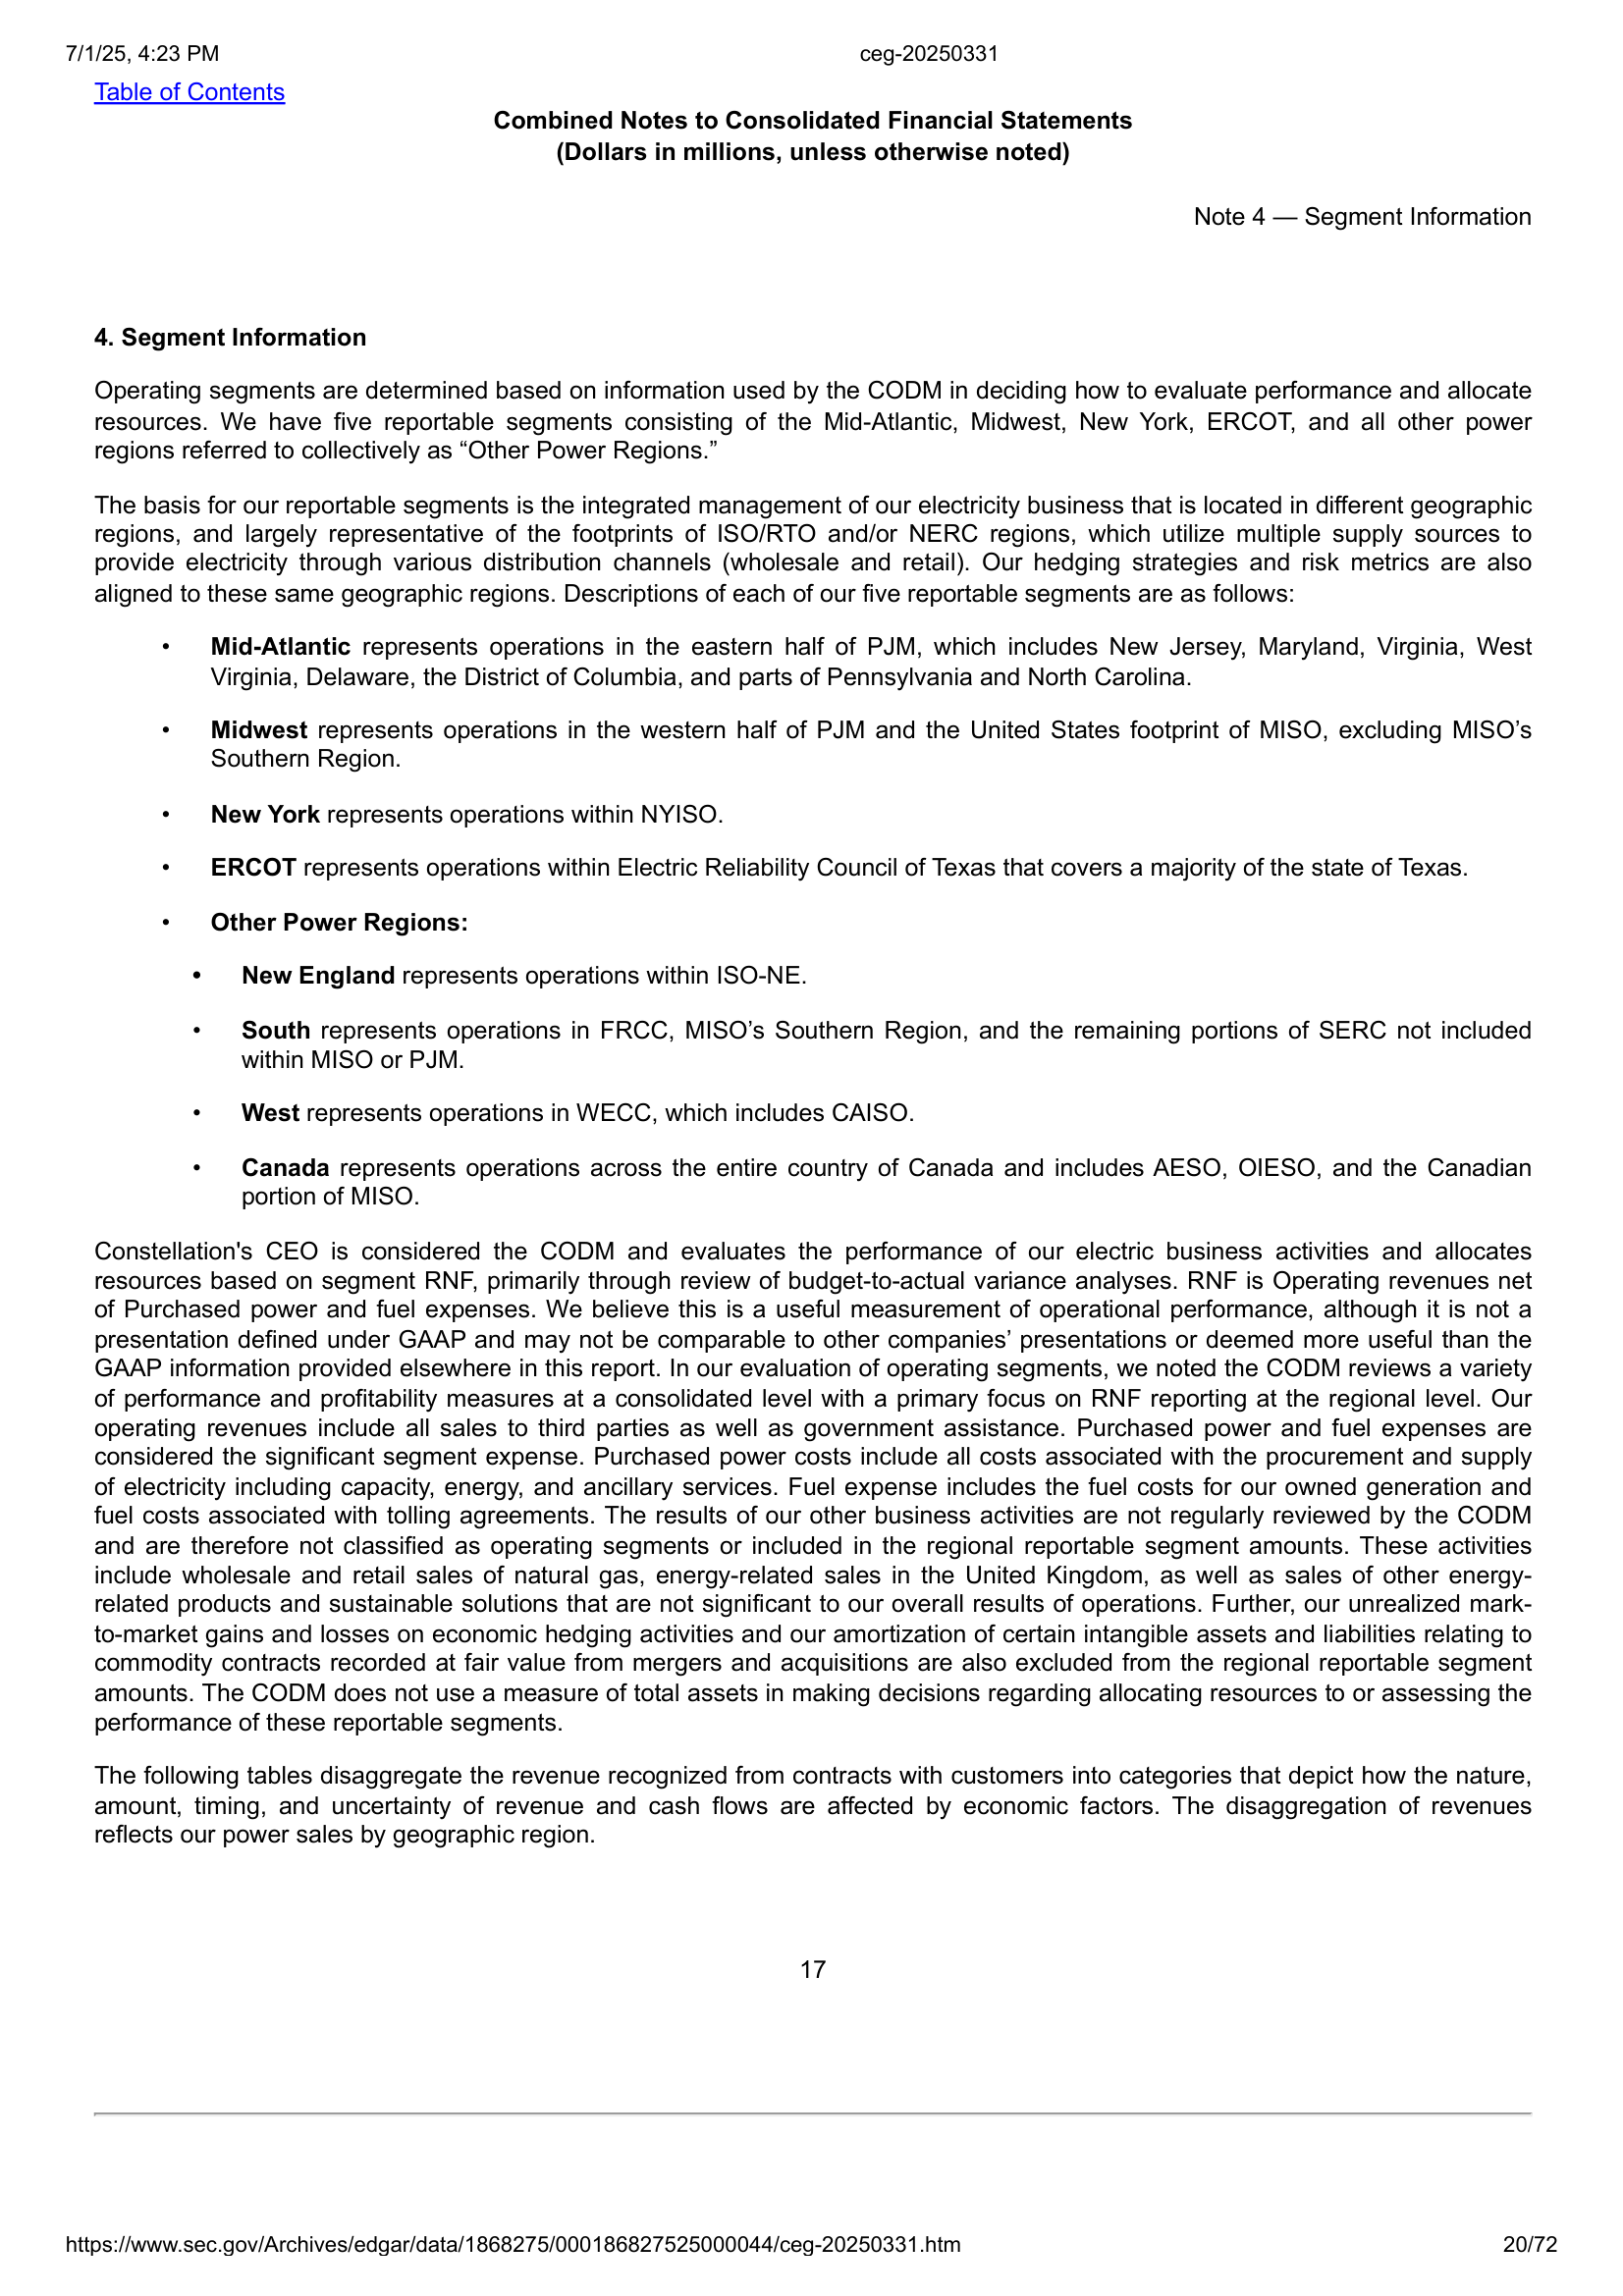 7/1/25, 4:23 PM
ceg-20250331
Table of Contents
Combined Notes to Consolidated Financial Statements
(Dollars in millions, unless otherwise noted)
Note 4 — Segment Information
4. Segment Information
Operating segments are determined based on information used by the CODM in deciding how to evaluate performance and allocate
resources. We have five reportable segments consisting of the Mid-Atlantic, Midwest, New York, ERCOT, and all other power
regions referred to collectively as “Other Power Regions.”
The basis for our reportable segments is the integrated management of our electricity business that is located in different geographic
regions, and largely representative of the footprints of ISO/RTO and/or NERC regions, which utilize multiple supply sources to
provide electricity through various distribution channels (wholesale and retail). Our hedging strategies and risk metrics are also
aligned to these same geographic regions. Descriptions of each of our five reportable segments are as follows:
• Mid-Atlantic represents operations in the eastern half of PJM, which includes New Jersey, Maryland, Virginia, West
Virginia, Delaware, the District of Columbia, and parts of Pennsylvania and North Carolina.
• Midwest represents operations in the western half of PJM and the United States footprint of MISO, excluding MISO’s
Southern Region.
• New York represents operations within NYISO.
• ERCOT represents operations within Electric Reliability Council of Texas that covers a majority of the state of Texas.
• Other Power Regions:
• New England represents operations within ISO-NE.
• South represents operations in FRCC, MISO’s Southern Region, and the remaining portions of SERC not included
within MISO or PJM.
• West represents operations in WECC, which includes CAISO.
• Canada represents operations across the entire country of Canada and includes AESO, OIESO, and the Canadian
portion of MISO.
Constellation's CEO is considered the CODM and evaluates the performance of our electric business activities and allocates
resources based on segment RNF, primarily through review of budget-to-actual variance analyses. RNF is Operating revenues net
of Purchased power and fuel expenses. We believe this is a useful measurement of operational performance, although it is not a
presentation defined under GAAP and may not be comparable to other companies’ presentations or deemed more useful than the
GAAP information provided elsewhere in this report. In our evaluation of operating segments, we noted the CODM reviews a variety
of performance and profitability measures at a consolidated level with a primary focus on RNF reporting at the regional level. Our
operating revenues include all sales to third parties as well as government assistance. Purchased power and fuel expenses are
considered the significant segment expense. Purchased power costs include all costs associated with the procurement and supply
of electricity including capacity, energy, and ancillary services. Fuel expense includes the fuel costs for our owned generation and
fuel costs associated with tolling agreements. The results of our other business activities are not regularly reviewed by the CODM
and are therefore not classified as operating segments or included in the regional reportable segment amounts. These activities
include wholesale and retail sales of natural gas, energy-related sales in the United Kingdom, as well as sales of other energy-
related products and sustainable solutions that are not significant to our overall results of operations. Further, our unrealized mark-
to-market gains and losses on economic hedging activities and our amortization of certain intangible assets and liabilities relating to
commodity contracts recorded at fair value from mergers and acquisitions are also excluded from the regional reportable segment
amounts. The CODM does not use a measure of total assets in making decisions regarding allocating resources to or assessing the
performance of these reportable segments.
The following tables disaggregate the revenue recognized from contracts with customers into categories that depict how the nature,
amount, timing, and uncertainty of revenue and cash flows are affected by economic factors. The disaggregation of revenues
reflects our power sales by geographic region.
17
https://www.sec.gov/Archives/edgar/data/1868275/000186827525000044/ceg-20250331.htm
20/72